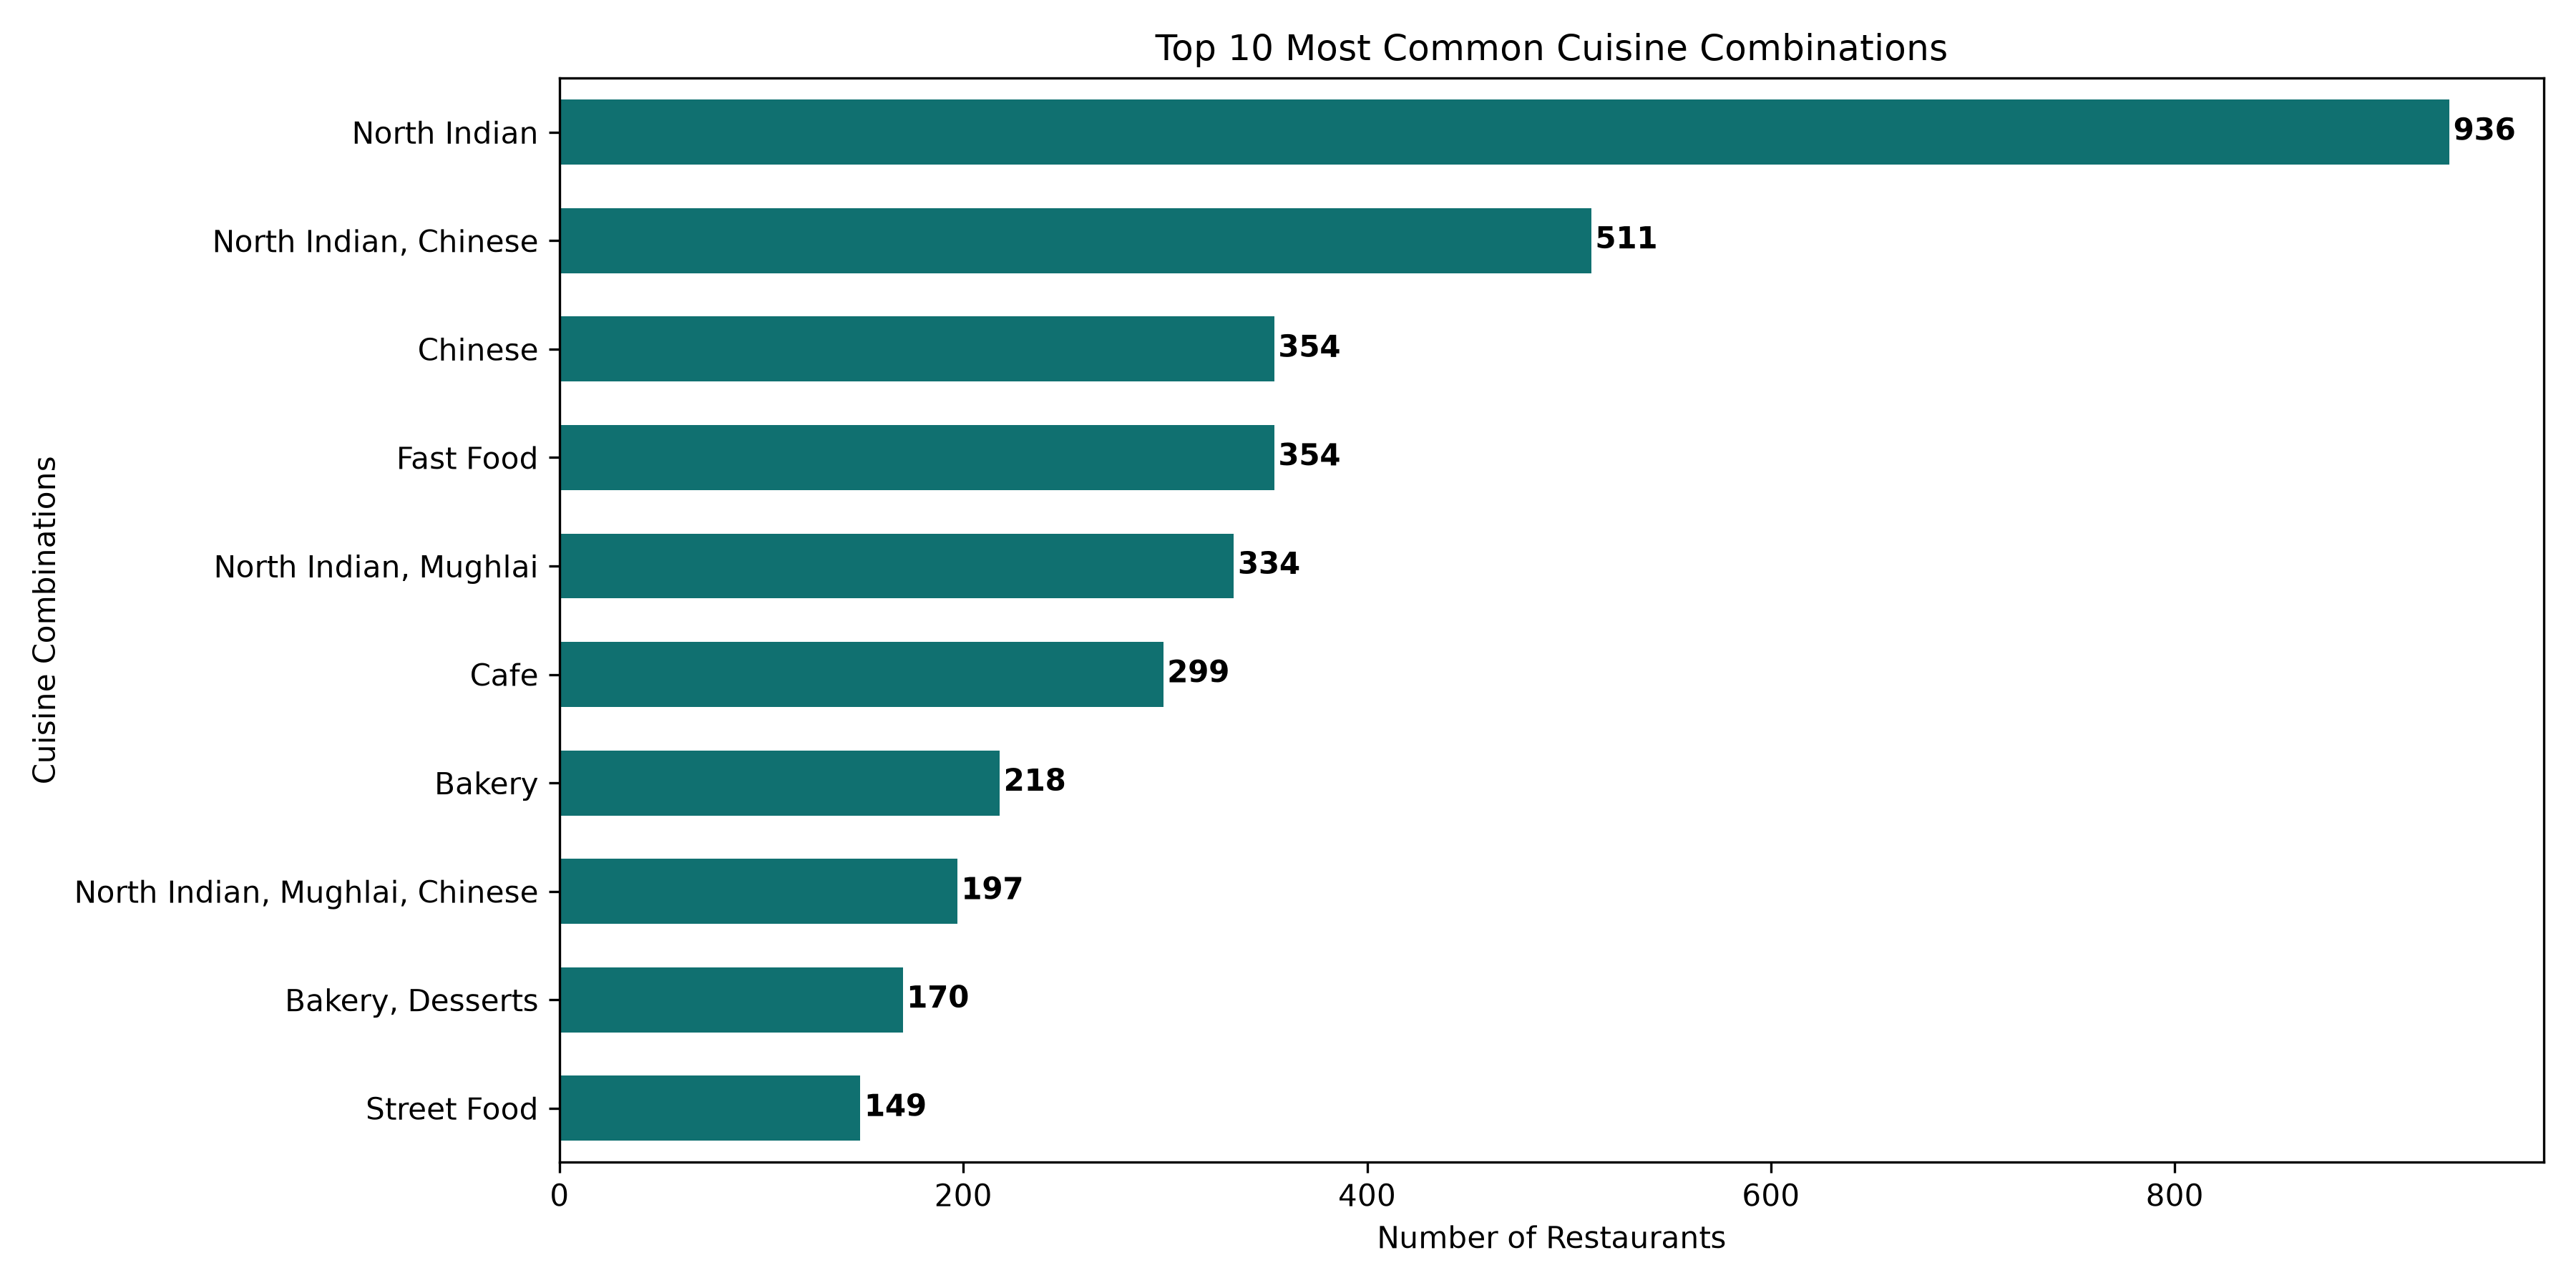 Top 10 Most Common Cuisine Combinations
Cuisine Combinations
North Indian 936
North Indian, Chinese 511
Chinese 354
Fast Food 354
North Indian, Mughlai 334
Cafe 299
Bakery 218
North Indian, Mughlai, Chinese 197
Bakery, Desserts 170
Street Food 149
0 200 400 600 800
Number of Restaurants